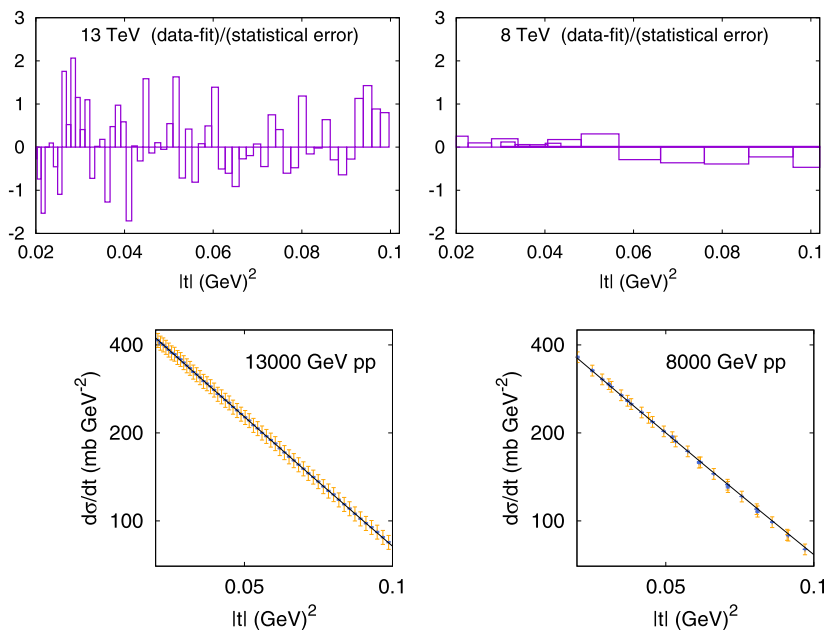 13 TeV (data-fit)/(statistical error)
3
2
1
0
-1
-2
0.02 0.04 0.06 0.08 0.1
|t| (GeV)²
8 TeV (data-fit)/(statistical error)
3
2
1
0
-1
-2
0.02 0.04 0.06 0.08 0.1
|t| (GeV)²
13000 GeV pp
dσ/dt (mb GeV⁻²)
400
200
100
0.05 0.1
|t| (GeV)²
8000 GeV pp
dσ/dt (mb GeV⁻²)
400
200
100
0.05 0.1
|t| (GeV)²